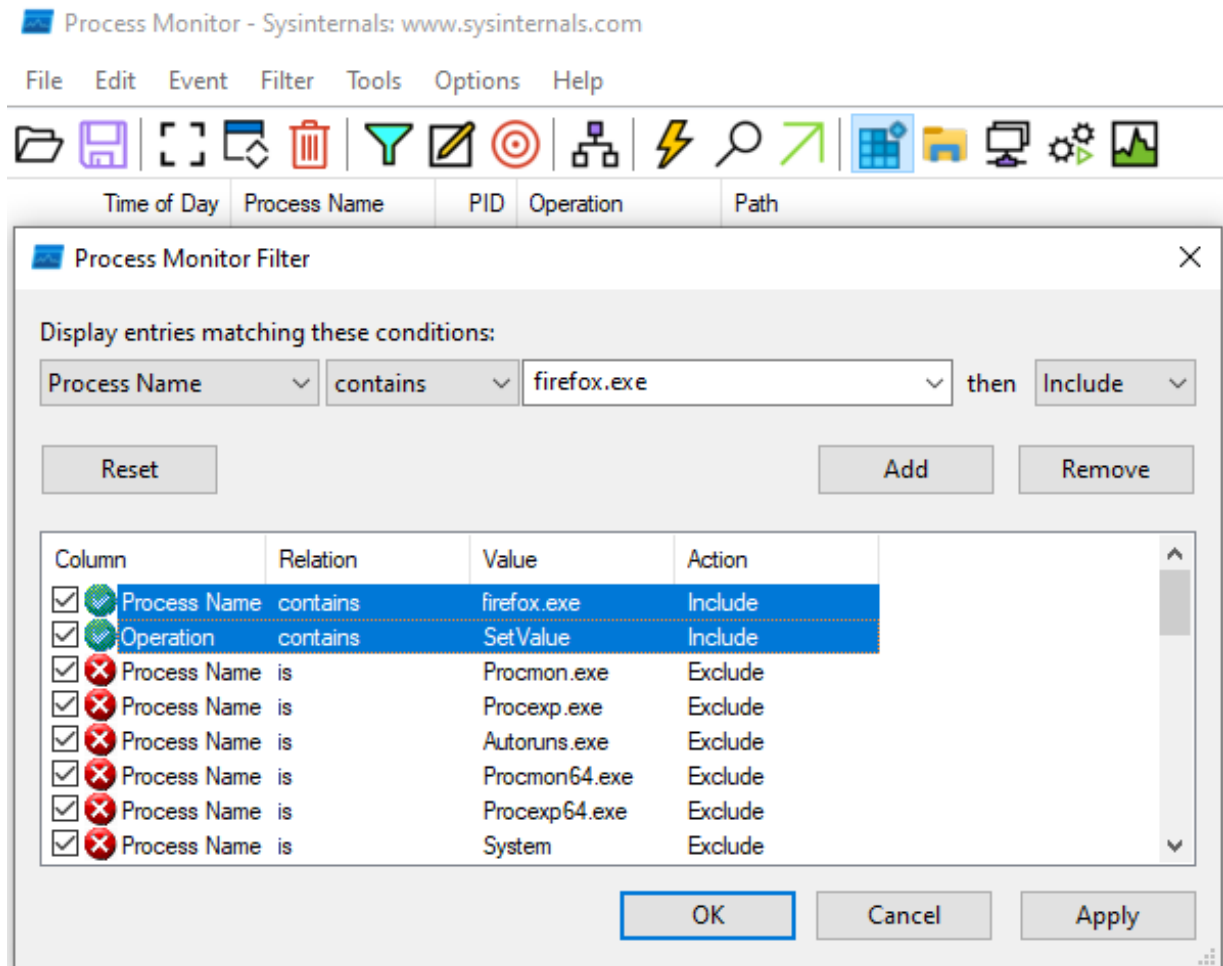 Process Monitor - Sysinternals: www.sysinternals.com
File Edit Event Filter Tools Options Help
Time of Day Process Name PID Operation Path
Process Monitor Filter
Display entries matching these conditions:
Process Name contains firefox.exe then Include
Reset Add Remove
Column Relation Value Action
Process Name contains firefox.exe Include
Operation contains SetValue Include
Process Name is Procmon.exe Exclude
Process Name is Procexp.exe Exclude
Process Name is Autoruns.exe Exclude
Process Name is Procmon64.exe Exclude
Process Name is Procexp64.exe Exclude
Process Name is System Exclude
OK Cancel Apply